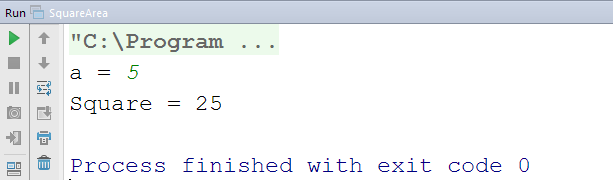 Run SquareArea
"C:\Program ...
a = 5
Square = 25
Process finished with exit code 0